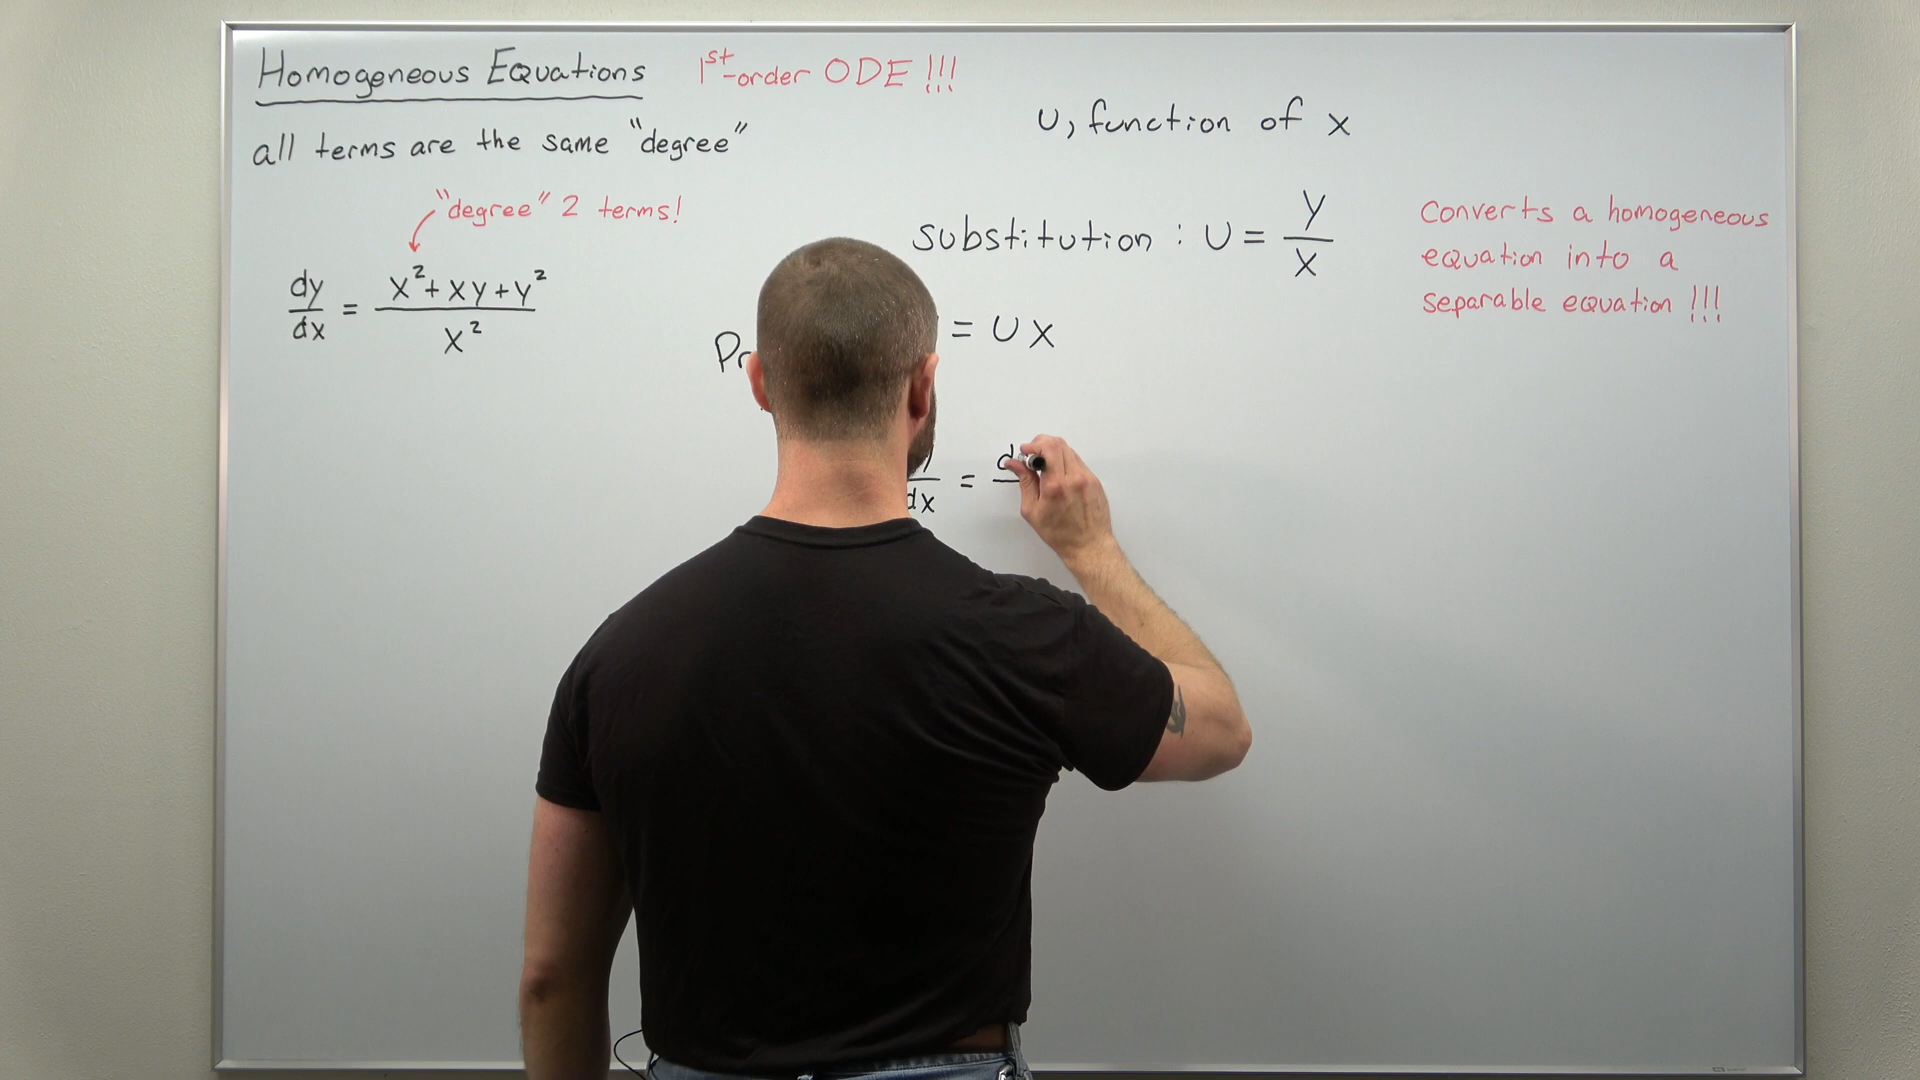 Homogeneous Equations
1st-order ODE !!!
all terms are the same "degree"
"degree" 2 terms!
dy/dx = (x² + xy + y²)/x²
U, function of x
substitution : U = y/x
Converts a homogeneous
equation into a
separable equation !!!
= U x
dx =